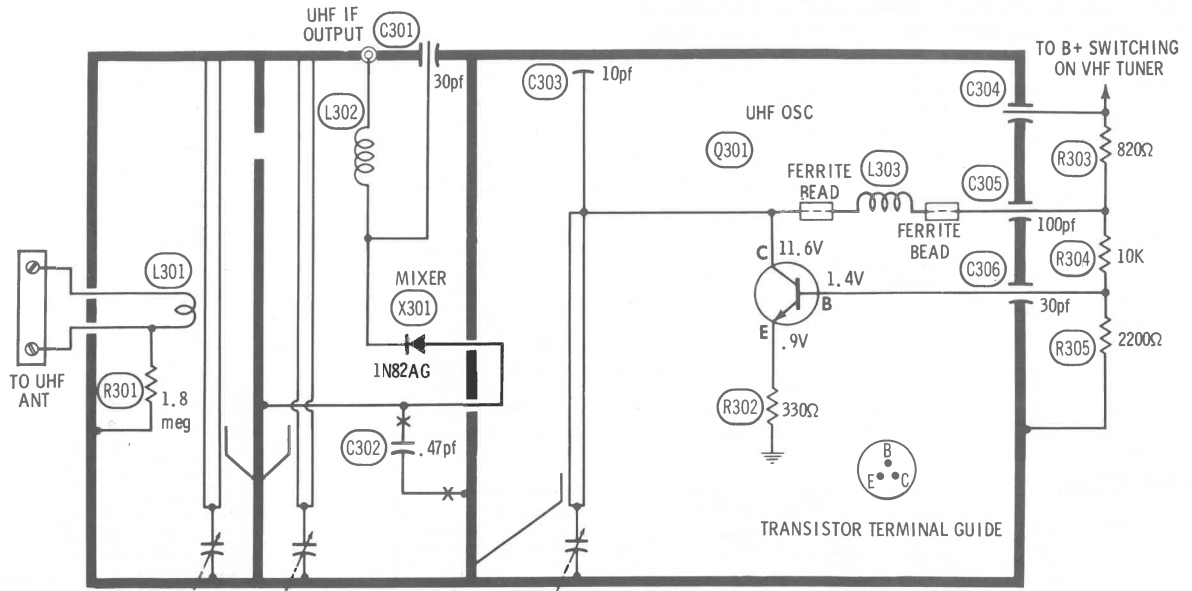 UHF IF
OUTPUT
C301
30pf
L302
C303
10pf
TO B+ SWITCHING
ON VHF TUNER
C304
UHF OSC
Q301
R303
820Ω
FERRITE
BEAD
L303
C305
FERRITE
BEAD
100pf
C
11.6V
C306
R304
10K
L301
MIXER
X301
1.4V
B
30pf
E
.9V
R305
2200Ω
1N82AG
TO UHF
ANT
R301
1.8
meg
R302
330Ω
C302
.47pf
B
E
C
TRANSISTOR TERMINAL GUIDE